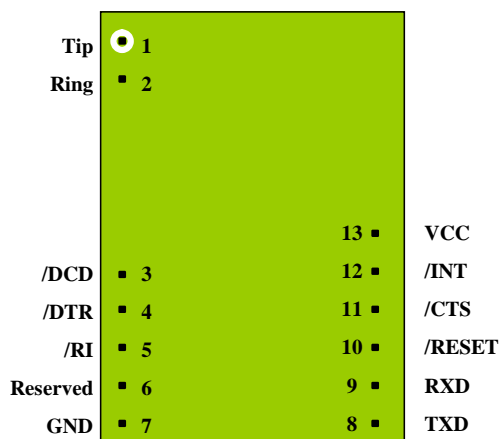 Tip 1
Ring 2
13 VCC
/DCD 3 12 /INT
/DTR 4 11 /CTS
/RI 5 10 /RESET
Reserved 6 9 RXD
GND 7 8 TXD